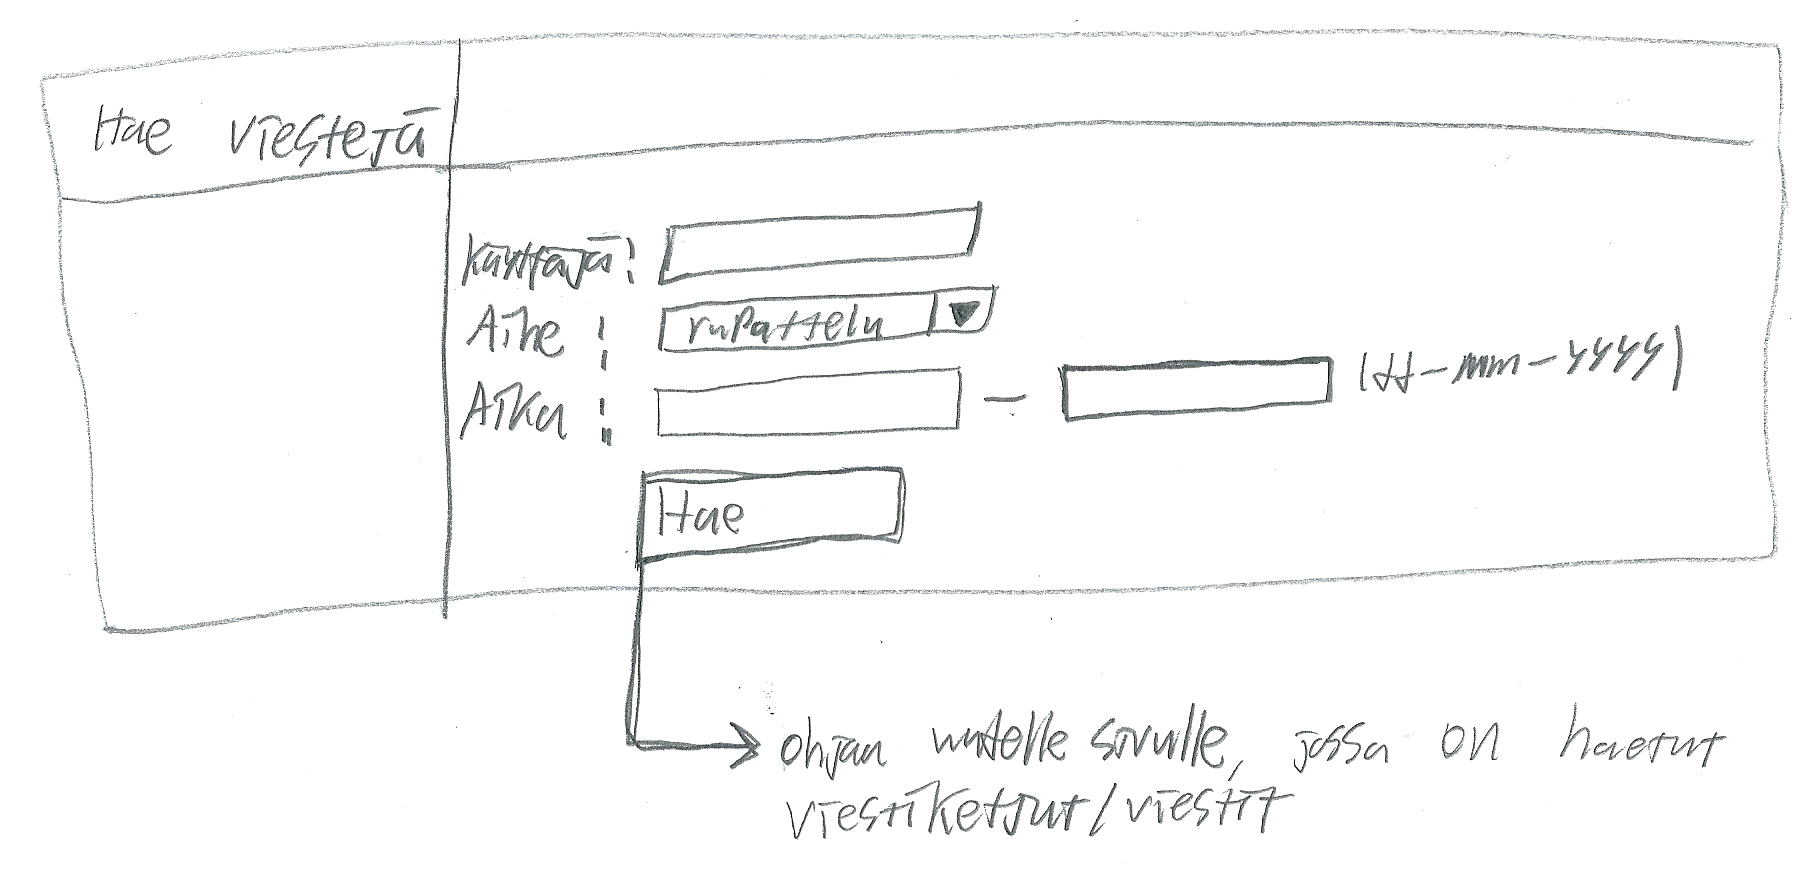 Hae viestejä
Käyttäjä:
Aihe : rupattelu
Aika : – (dd-mm-yyyy)
Hae
ohjaa uudelle sivulle, jossa on haetut
viestiketjut/viestit